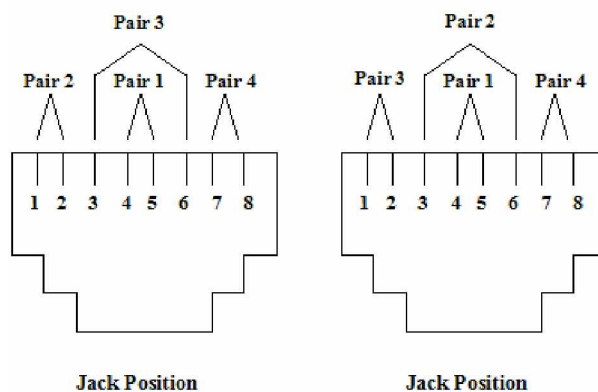 Pair 3
Pair 2 Pair 1 Pair 4
1 2 3 4 5 6 7 8
Jack Position
Pair 2
Pair 3 Pair 1 Pair 4
1 2 3 4 5 6 7 8
Jack Position